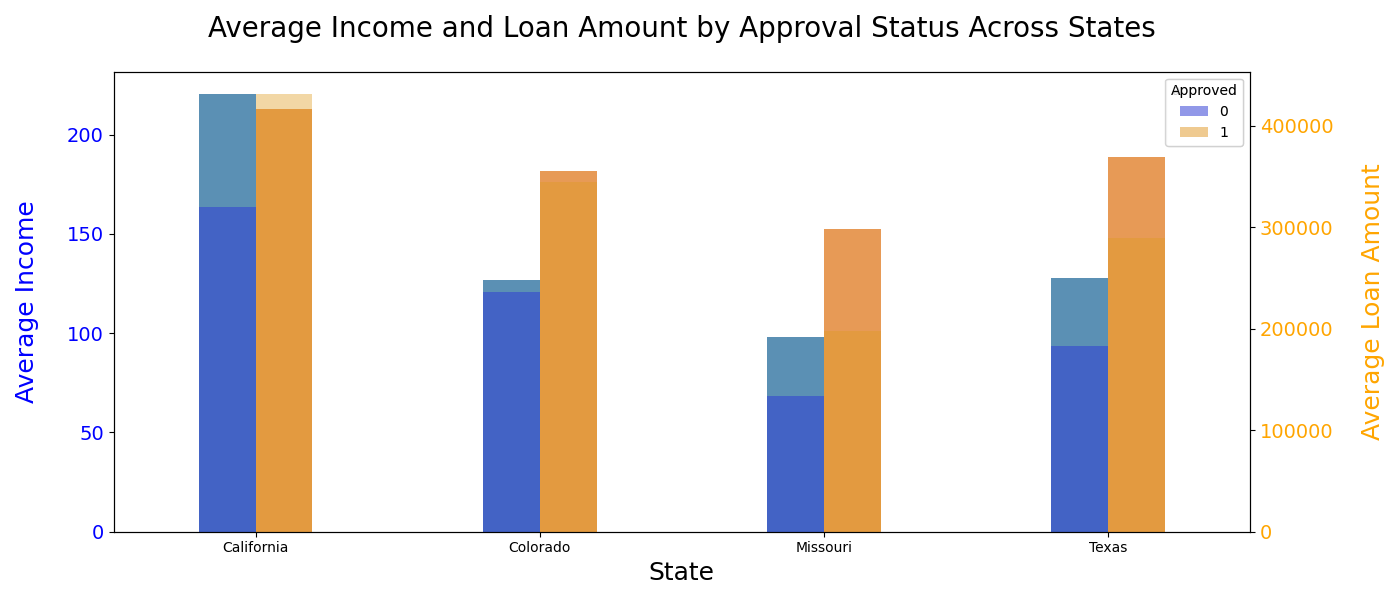 Average Income and Loan Amount by Approval Status Across States
Approved
0
1
Average Income
200
150
100
50
0
400000
300000
200000
100000
0
Average Loan Amount
California
Colorado
Missouri
Texas
State